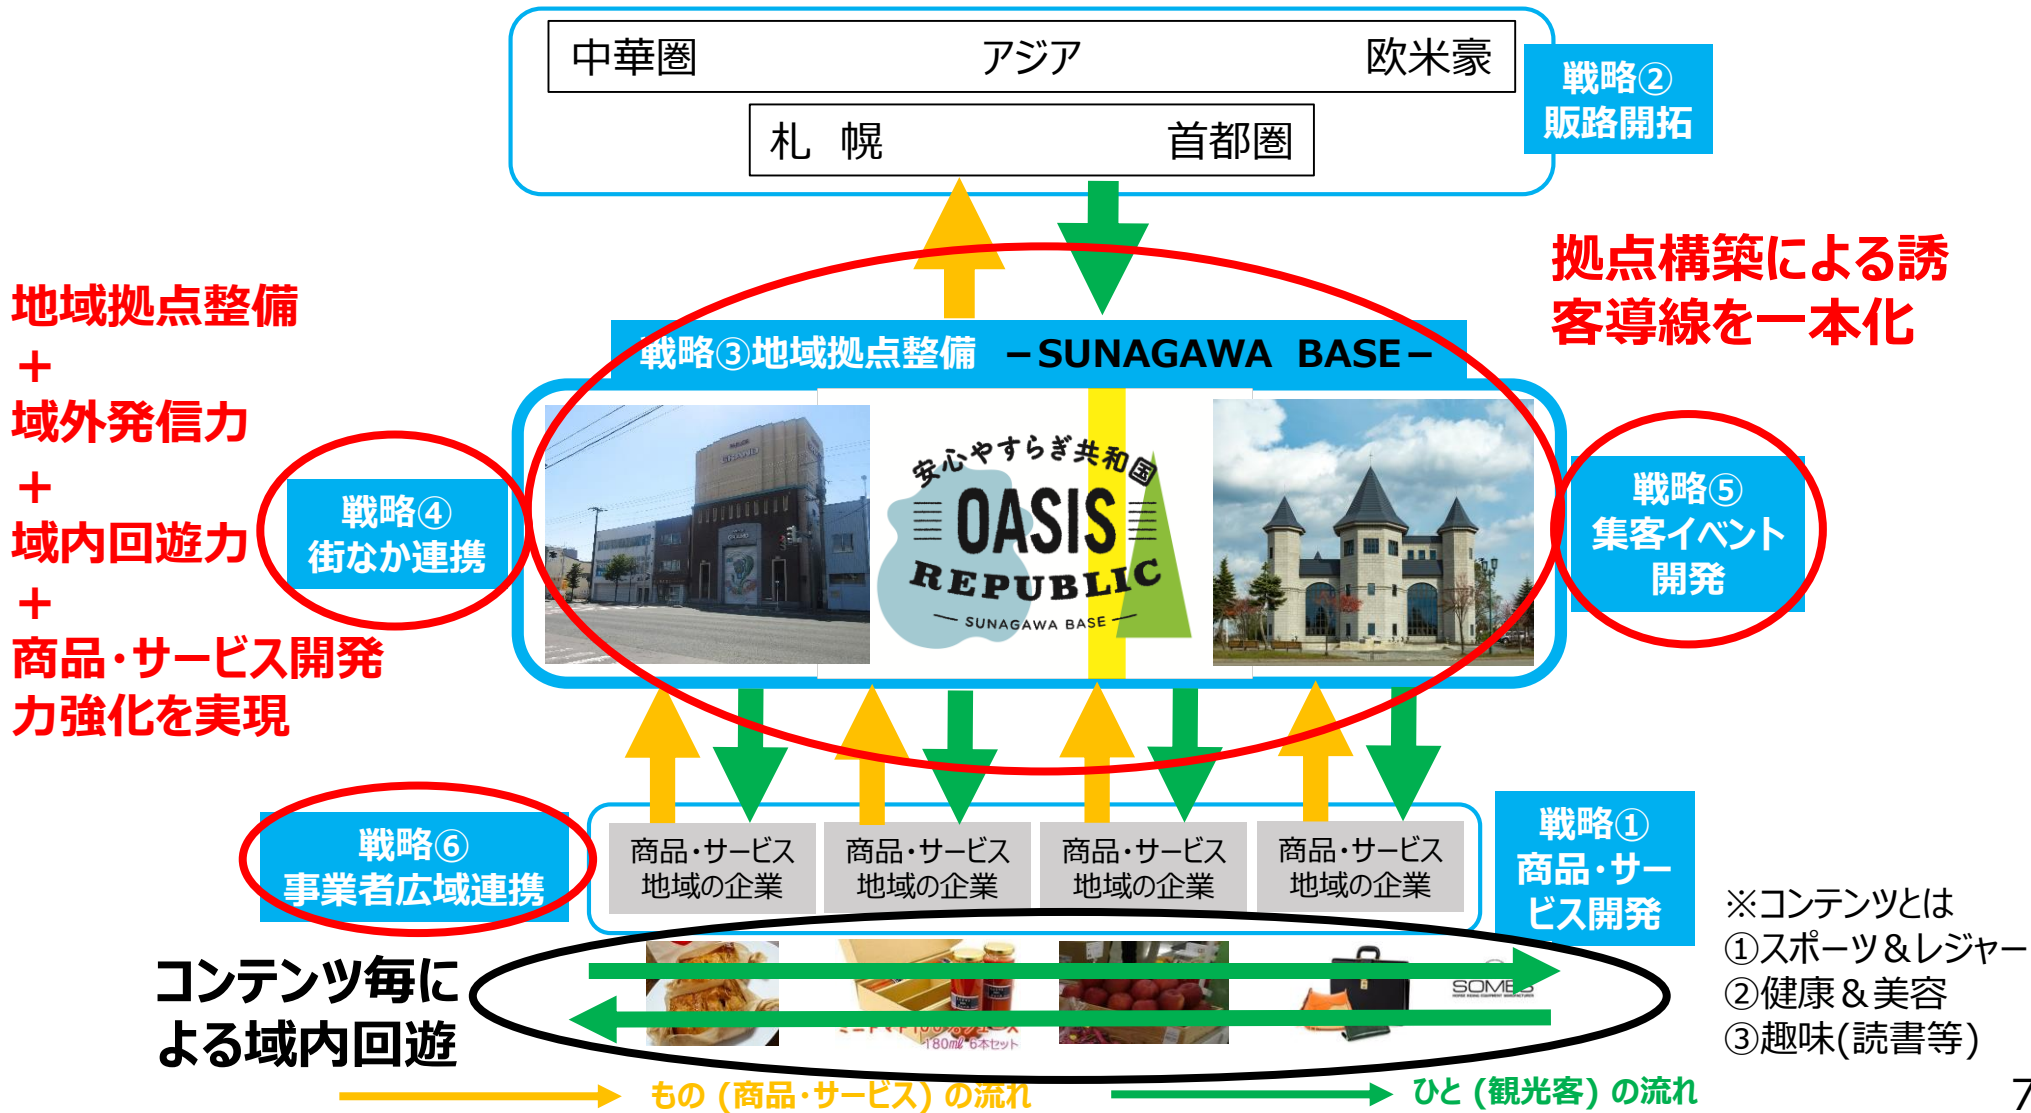 中華圏 アジア 欧米豪
札 幌 首都圏
戦略②
販路開拓
拠点構築による誘
客導線を一本化
地域拠点整備
+
域外発信力
+
域内回遊力
+
商品・サービス開発
力強化を実現
戦略③地域拠点整備 －SUNAGAWA BASE－
安心やすらぎ共和国
OASIS
REPUBLIC
SUNAGAWA BASE
戦略④
街なか連携
戦略⑤
集客イベント
開発
戦略⑥
事業者広域連携
商品・サービス
地域の企業
商品・サービス
地域の企業
商品・サービス
地域の企業
商品・サービス
地域の企業
戦略①
商品・サー
ビス開発
コンテンツ毎に
よる域内回遊
180ml 6本セット
SOMES
※コンテンツとは
①スポーツ＆レジャー
②健康＆美容
③趣味(読書等)
もの (商品・サービス) の流れ
ひと (観光客) の流れ
7